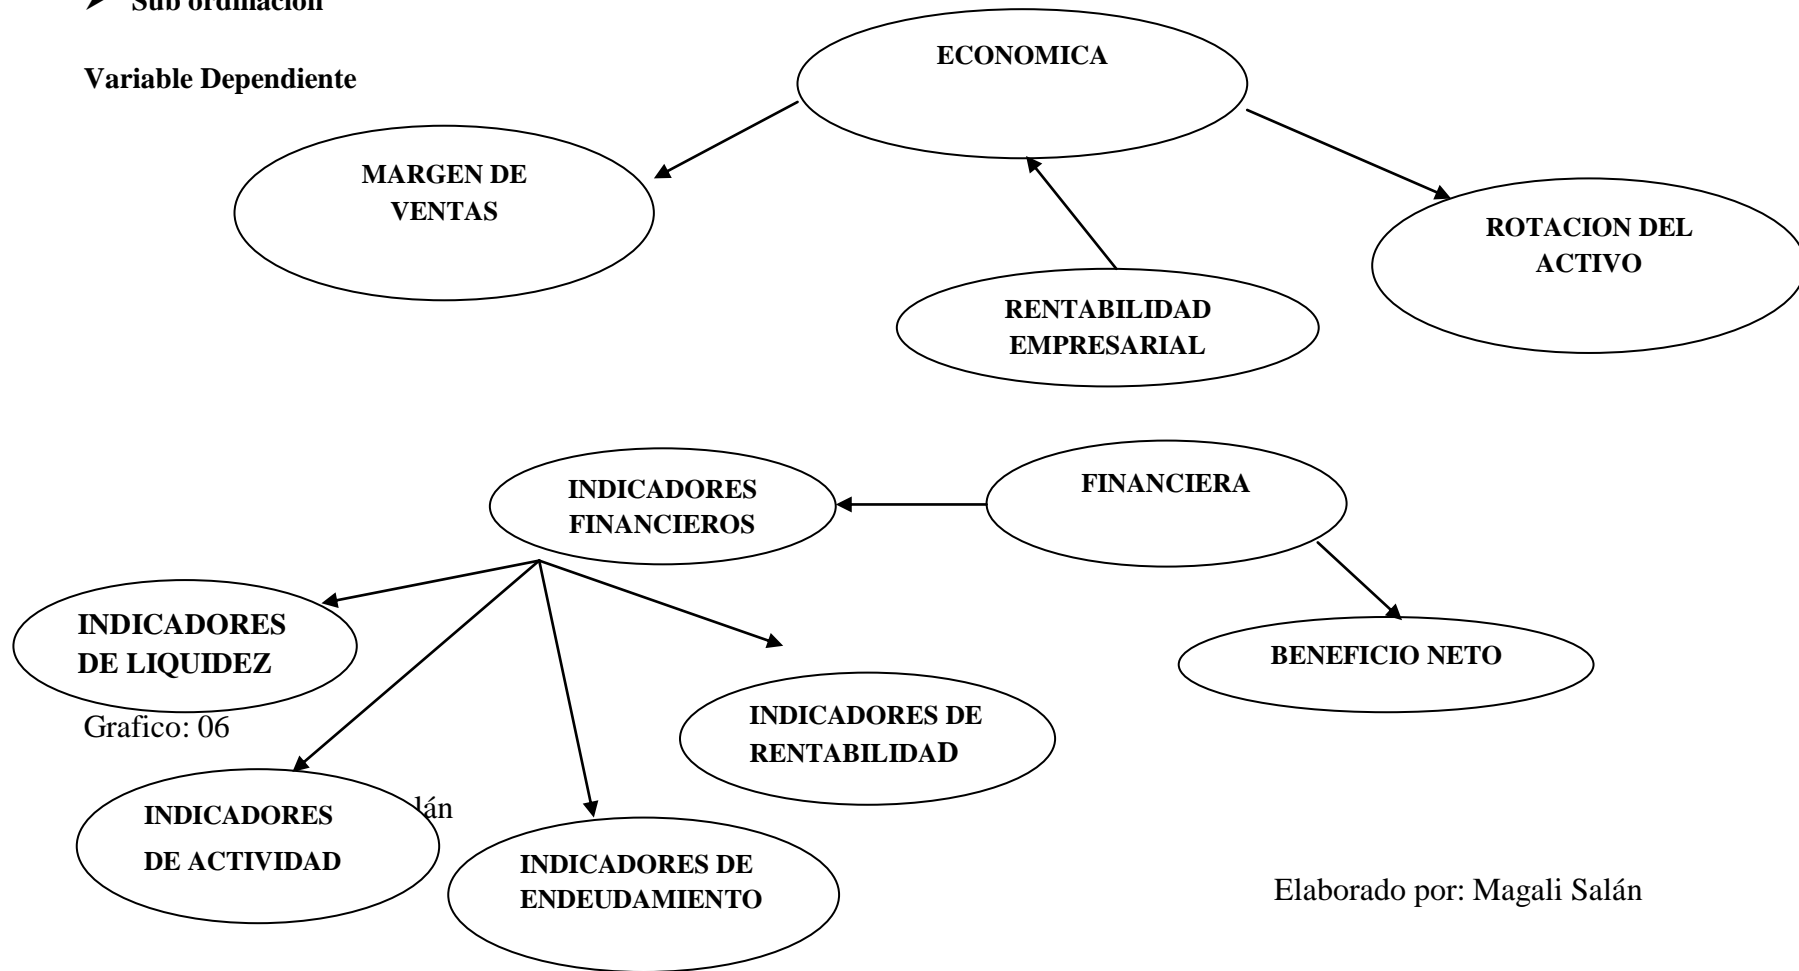 Sub ordinación
Variable Dependiente
ECONOMICA
MARGEN DE
VENTAS
ROTACION DEL
ACTIVO
RENTABILIDAD
EMPRESARIAL
INDICADORES
FINANCIEROS
FINANCIERA
INDICADORES
DE LIQUIDEZ
BENEFICIO NETO
Grafico: 06
INDICADORES DE
RENTABILIDAD
INDICADORES
DE ACTIVIDAD
lán
INDICADORES DE
ENDEUDAMIENTO
Elaborado por: Magali Salán